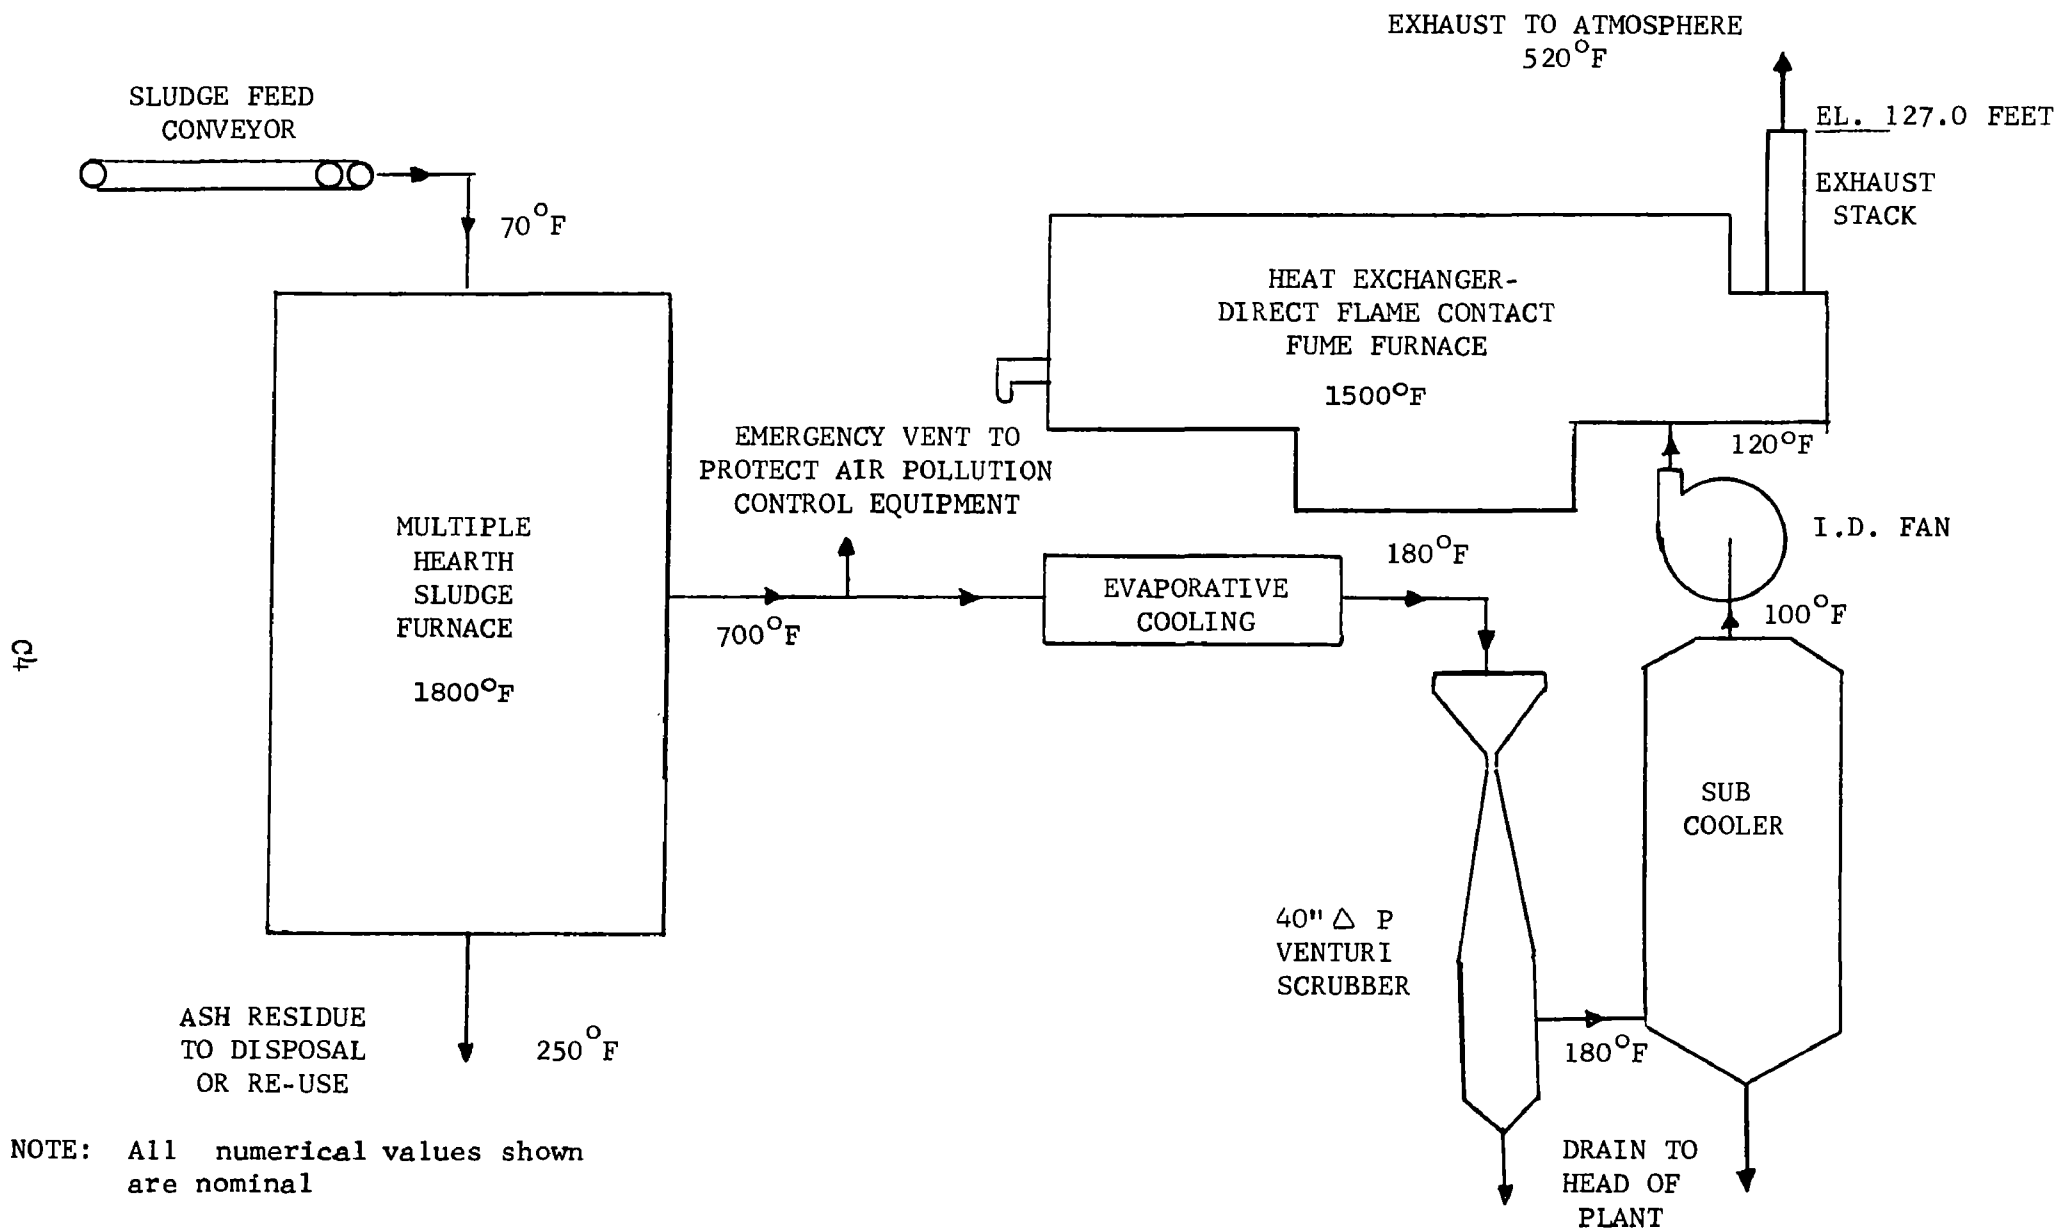 EXHAUST TO ATMOSPHERE
520°F
SLUDGE FEED
CONVEYOR
EL. 127.0 FEET
EXHAUST
STACK
70°F
HEAT EXCHANGER-
DIRECT FLAME CONTACT
FUME FURNACE
1500°F
EMERGENCY VENT TO
PROTECT AIR POLLUTION
CONTROL EQUIPMENT
120°F
I.D. FAN
MULTIPLE
HEARTH
SLUDGE
FURNACE
1800°F
700°F
EVAPORATIVE
COOLING
180°F
100°F
C4
SUB
COOLER
40" △ P
VENTURI
SCRUBBER
180°F
ASH RESIDUE
TO DISPOSAL
OR RE-USE
250°F
DRAIN TO
HEAD OF
PLANT
NOTE: All numerical values shown
are nominal